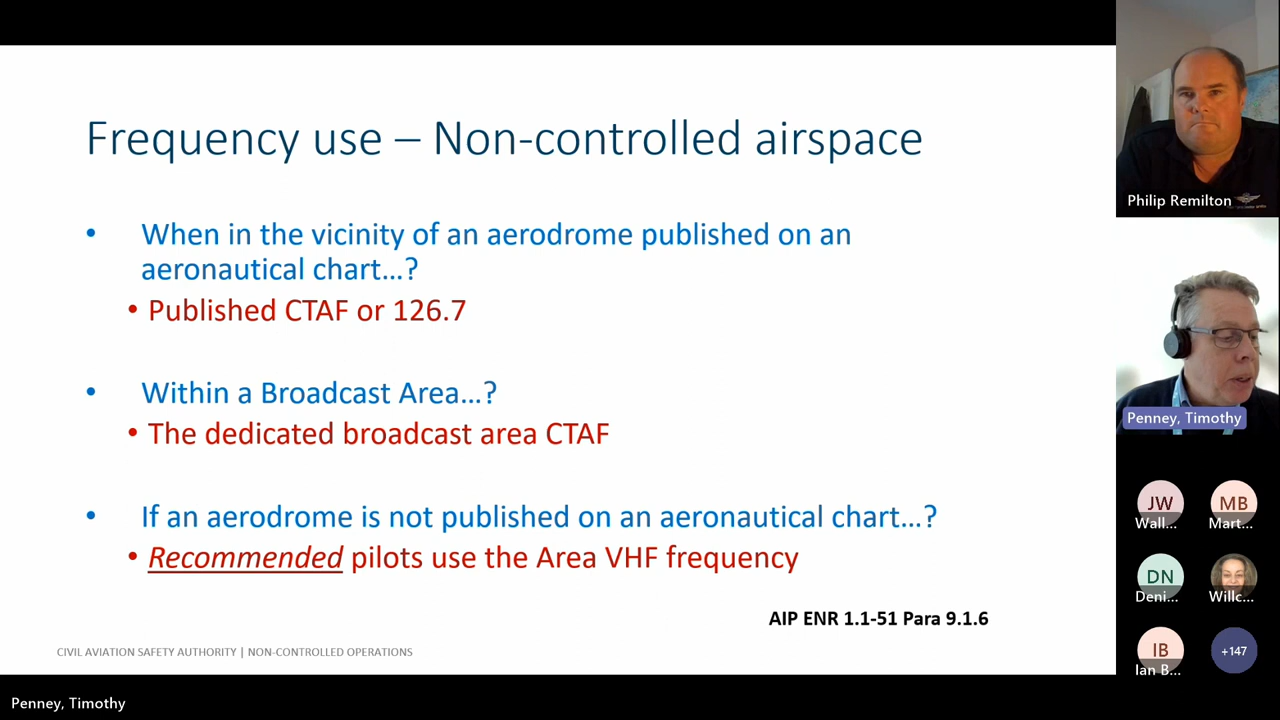 Frequency use – Non-controlled airspace
• When in the vicinity of an aerodrome published on an
aeronautical chart...?
• Published CTAF or 126.7
• Within a Broadcast Area...?
• The dedicated broadcast area CTAF
• If an aerodrome is not published on an aeronautical chart...?
• Recommended pilots use the Area VHF frequency
AIP ENR 1.1-51 Para 9.1.6
CIVIL AVIATION SAFETY AUTHORITY | NON-CONTROLLED OPERATIONS
Penney, Timothy
Philip Remilton
Penney, Timothy
JW
Wall...
MB
Mart...
DN
Deni...
Willc...
IB
Ian B...
+147